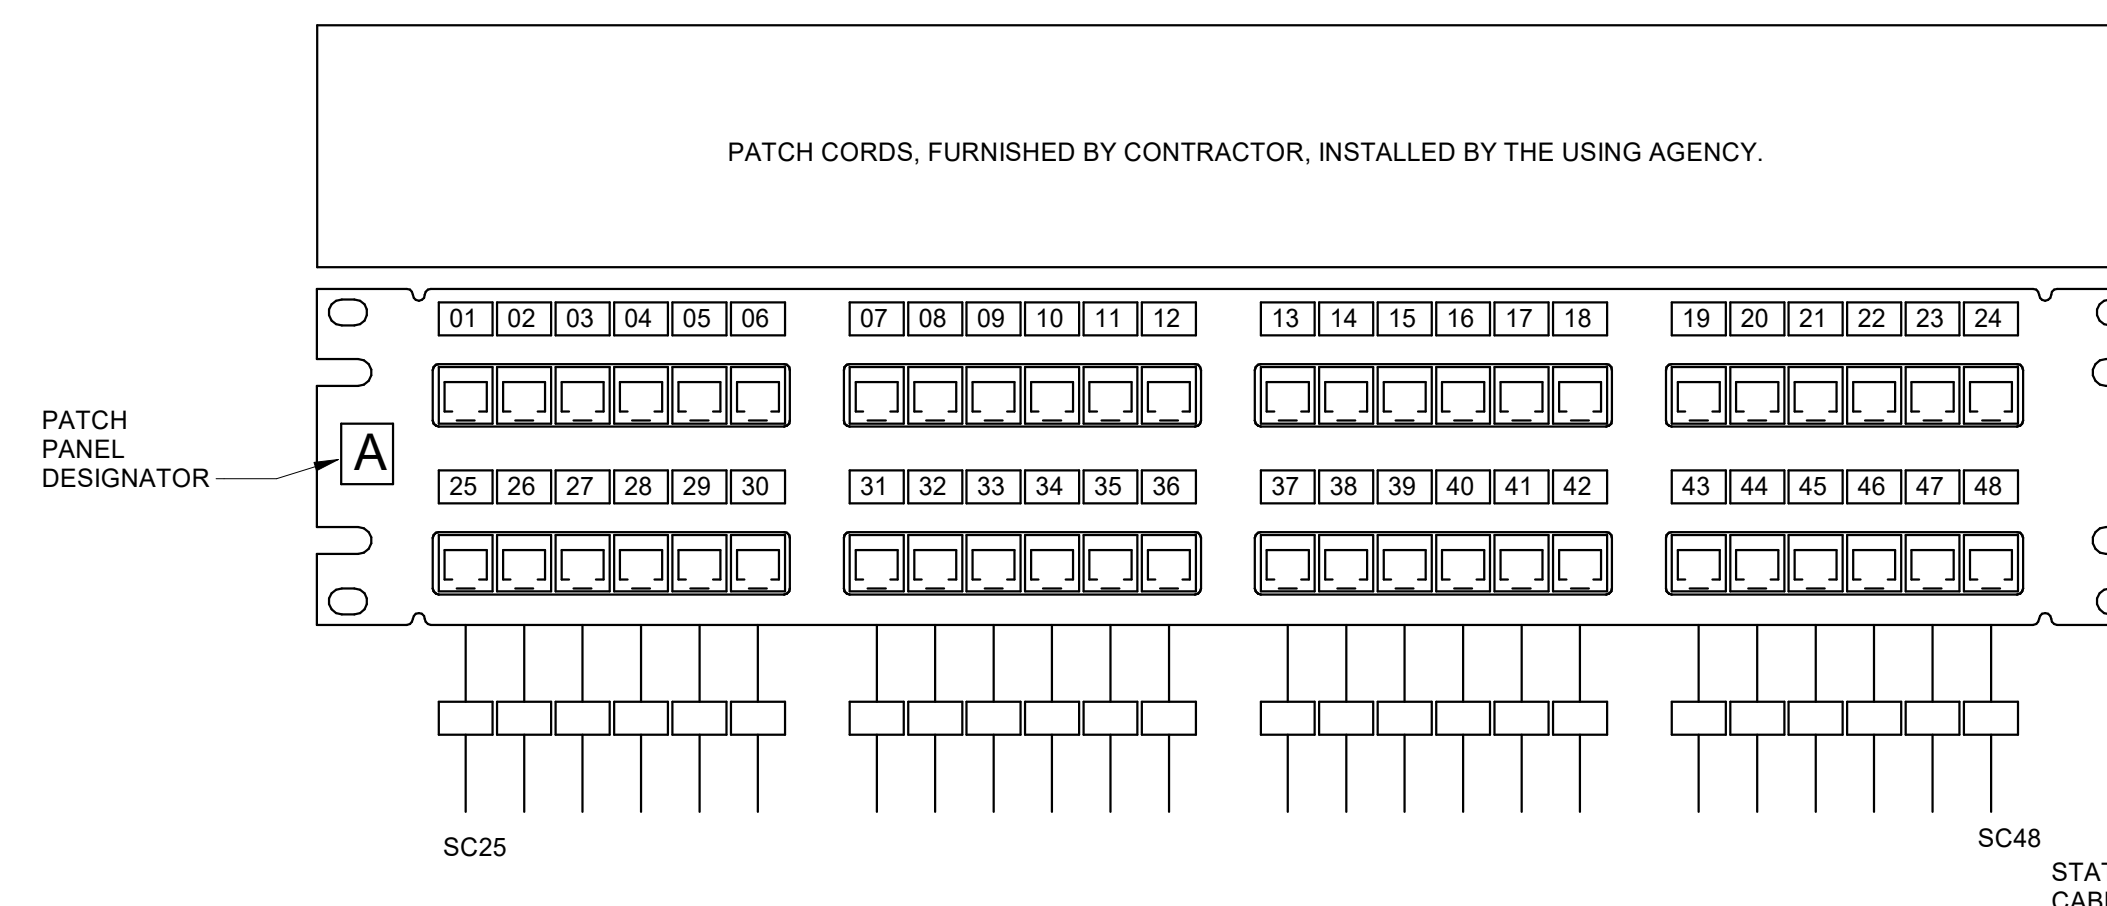 PATCH CORDS, FURNISHED BY CONTRACTOR, INSTALLED BY THE USING AGENCY.
01 02 03 04 05 06 07 08 09 10 11 12 13 14 15 16 17 18 19 20 21 22 23 24
PATCH
PANEL
DESIGNATOR
A
25 26 27 28 29 30 31 32 33 34 35 36 37 38 39 40 41 42 43 44 45 46 47 48
SC25
SC48